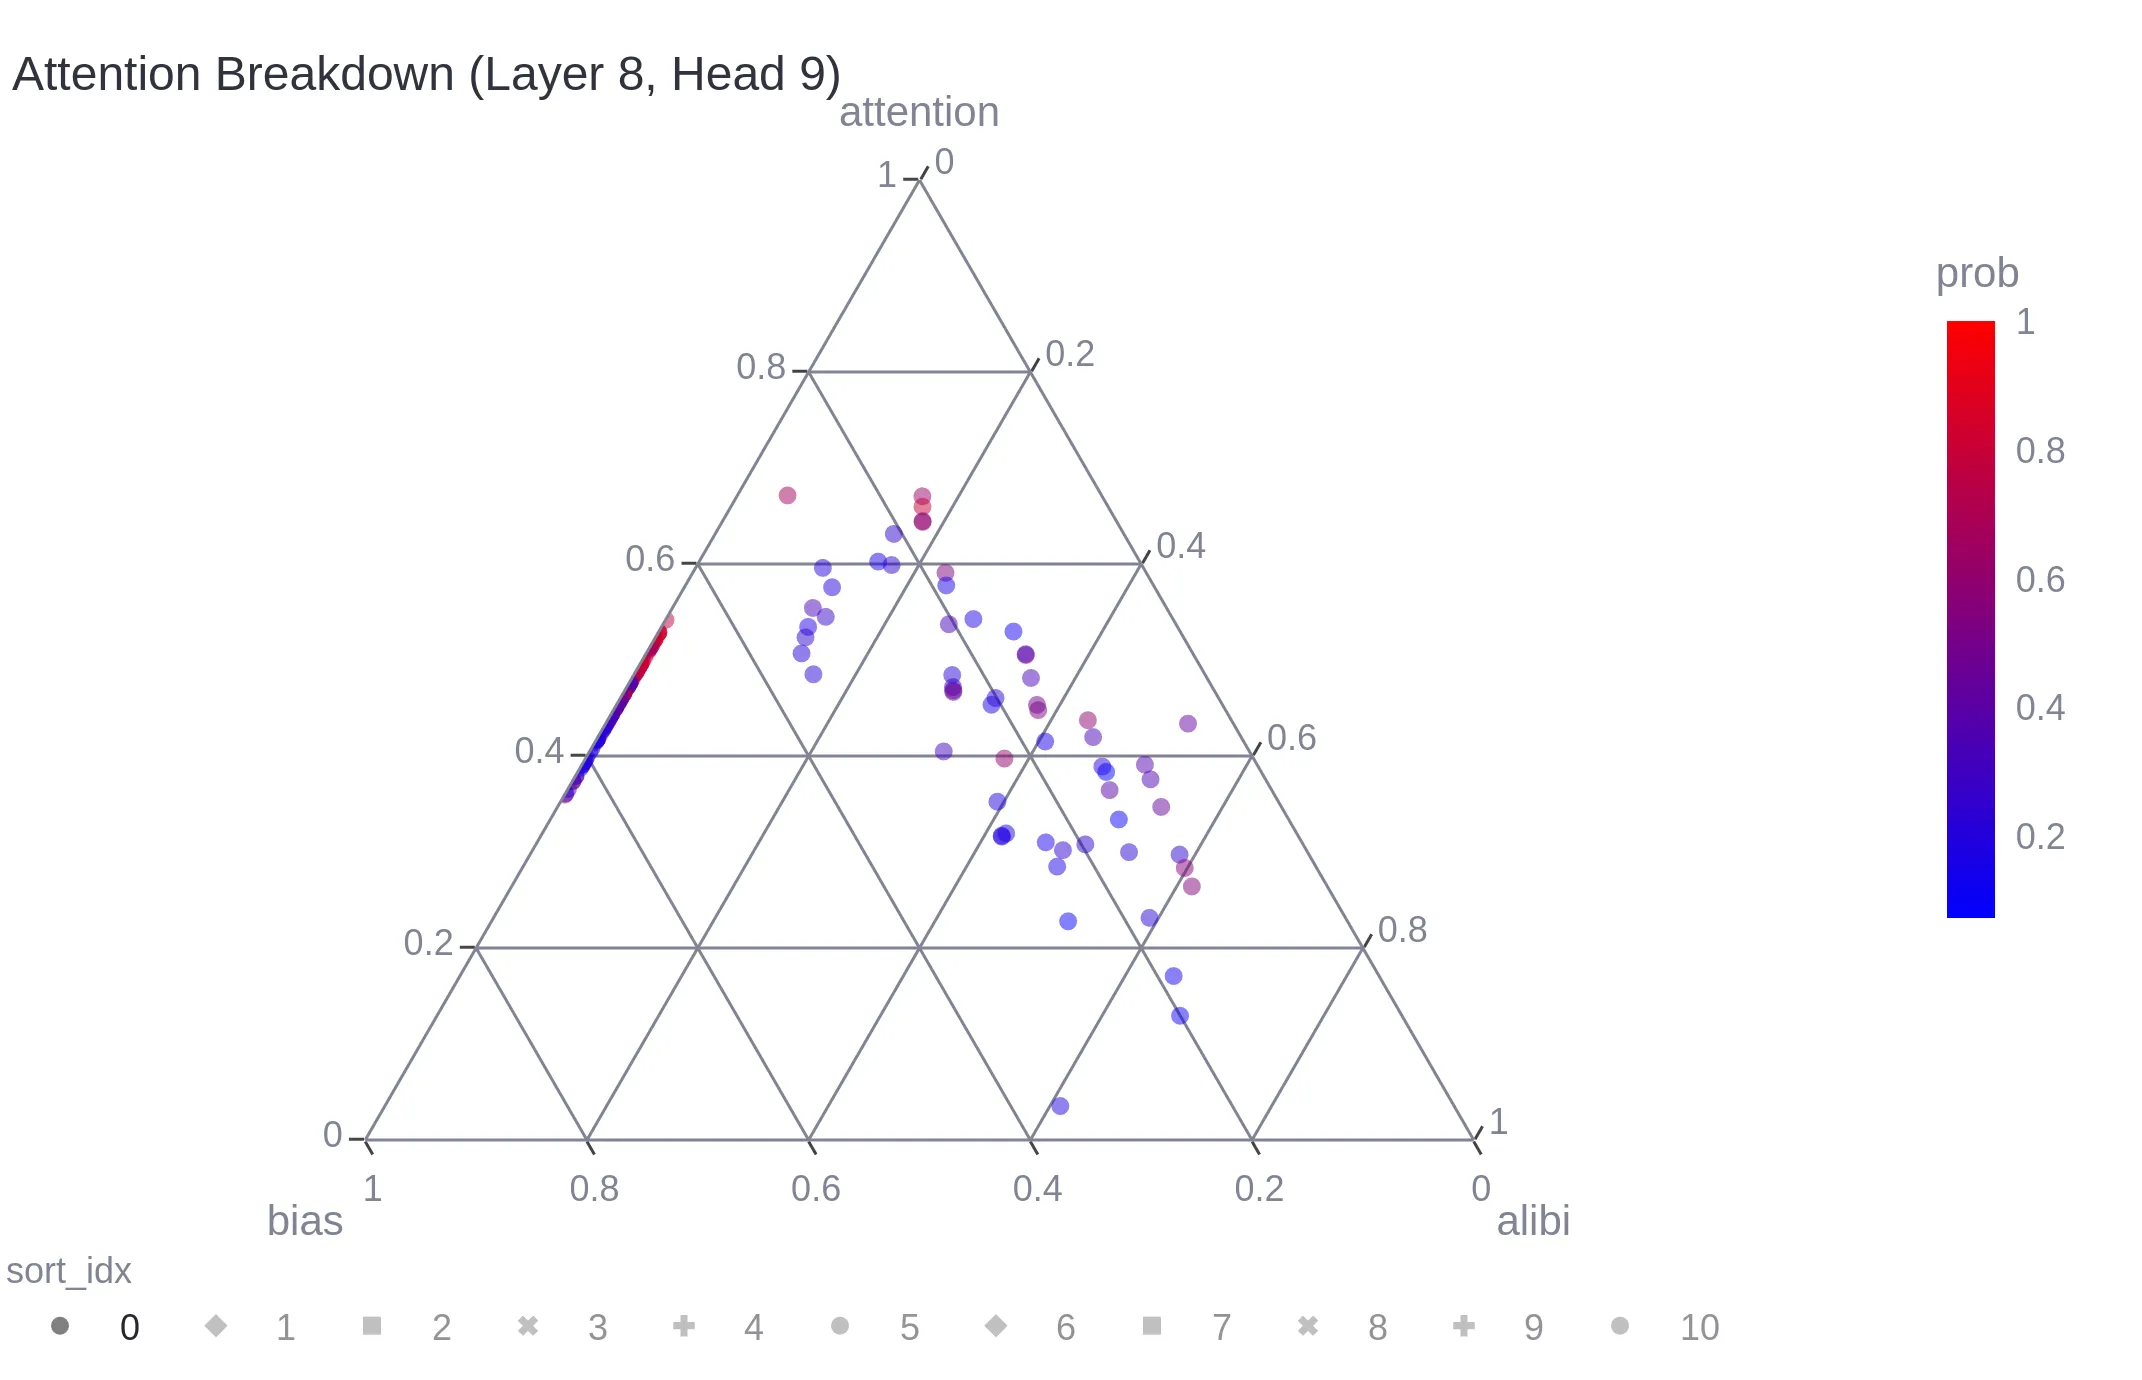 Attention Breakdown (Layer 8, Head 9)
attention
1 0
0.8 0.2
0.6 0.4
0.4 0.6
0.2 0.8
0 1
1 0.8 0.6 0.4 0.2 0
bias alibi
prob
1
0.8
0.6
0.4
0.2
sort_idx
0 1 2 3 4 5 6 7 8 9 10